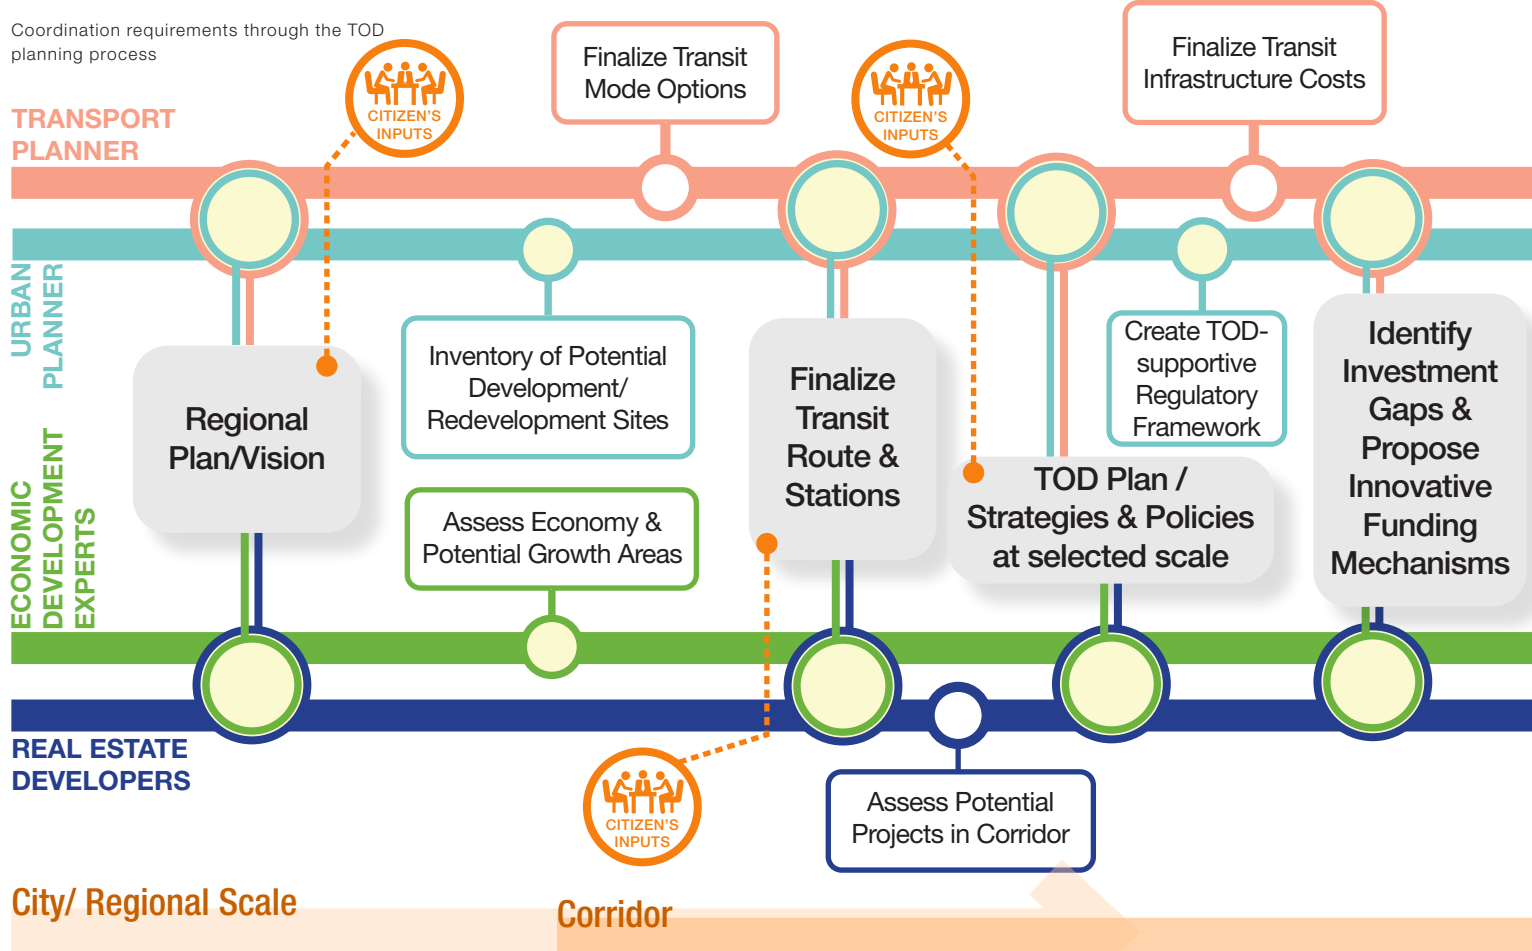 Coordination requirements through the TOD
planning process
CITIZEN'S
INPUTS
Finalize Transit
Mode Options
CITIZEN'S
INPUTS
Finalize Transit
Infrastructure Costs
TRANSPORT
PLANNER
URBAN
PLANNER
Regional
Plan/Vision
Inventory of Potential
Development/
Redevelopment Sites
Finalize
Transit
Route &
Stations
Create TOD-
supportive
Regulatory
Framework
Identify
Investment
Gaps &
Propose
Innovative
Funding
Mechanisms
TOD Plan /
Strategies & Policies
at selected scale
ECONOMIC
DEVELOPMENT
EXPERTS
Assess Economy &
Potential Growth Areas
REAL ESTATE
DEVELOPERS
CITIZEN'S
INPUTS
Assess Potential
Projects in Corridor
City/ Regional Scale
Corridor